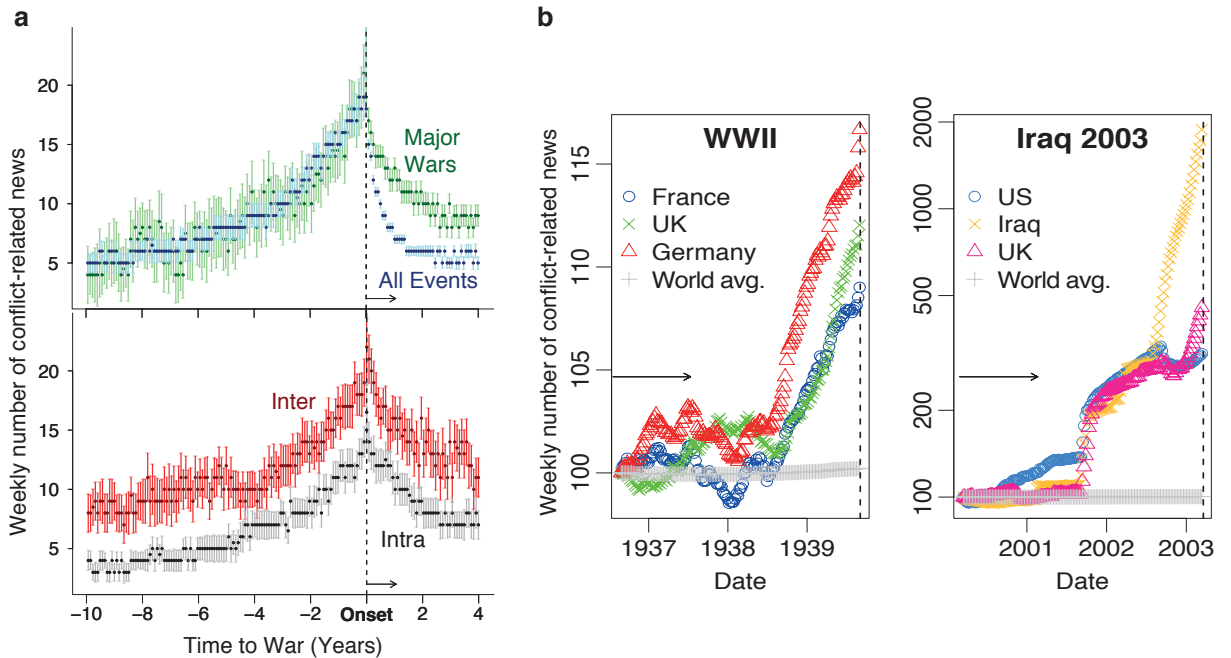 a
Weekly number of conflict-related news
20
15
10
5
Major
Wars
All Events
20
15
10
5
Inter
Intra
−10 −8 −6 −4 −2 Onset 2 4
Time to War (Years)
b
Weekly number of conflict-related news
115
110
105
100
WWII
France
UK
Germany
World avg.
1937 1938 1939
Date
Iraq 2003
US
Iraq
UK
World avg.
2000
1000
500
200
100
2001 2002 2003
Date